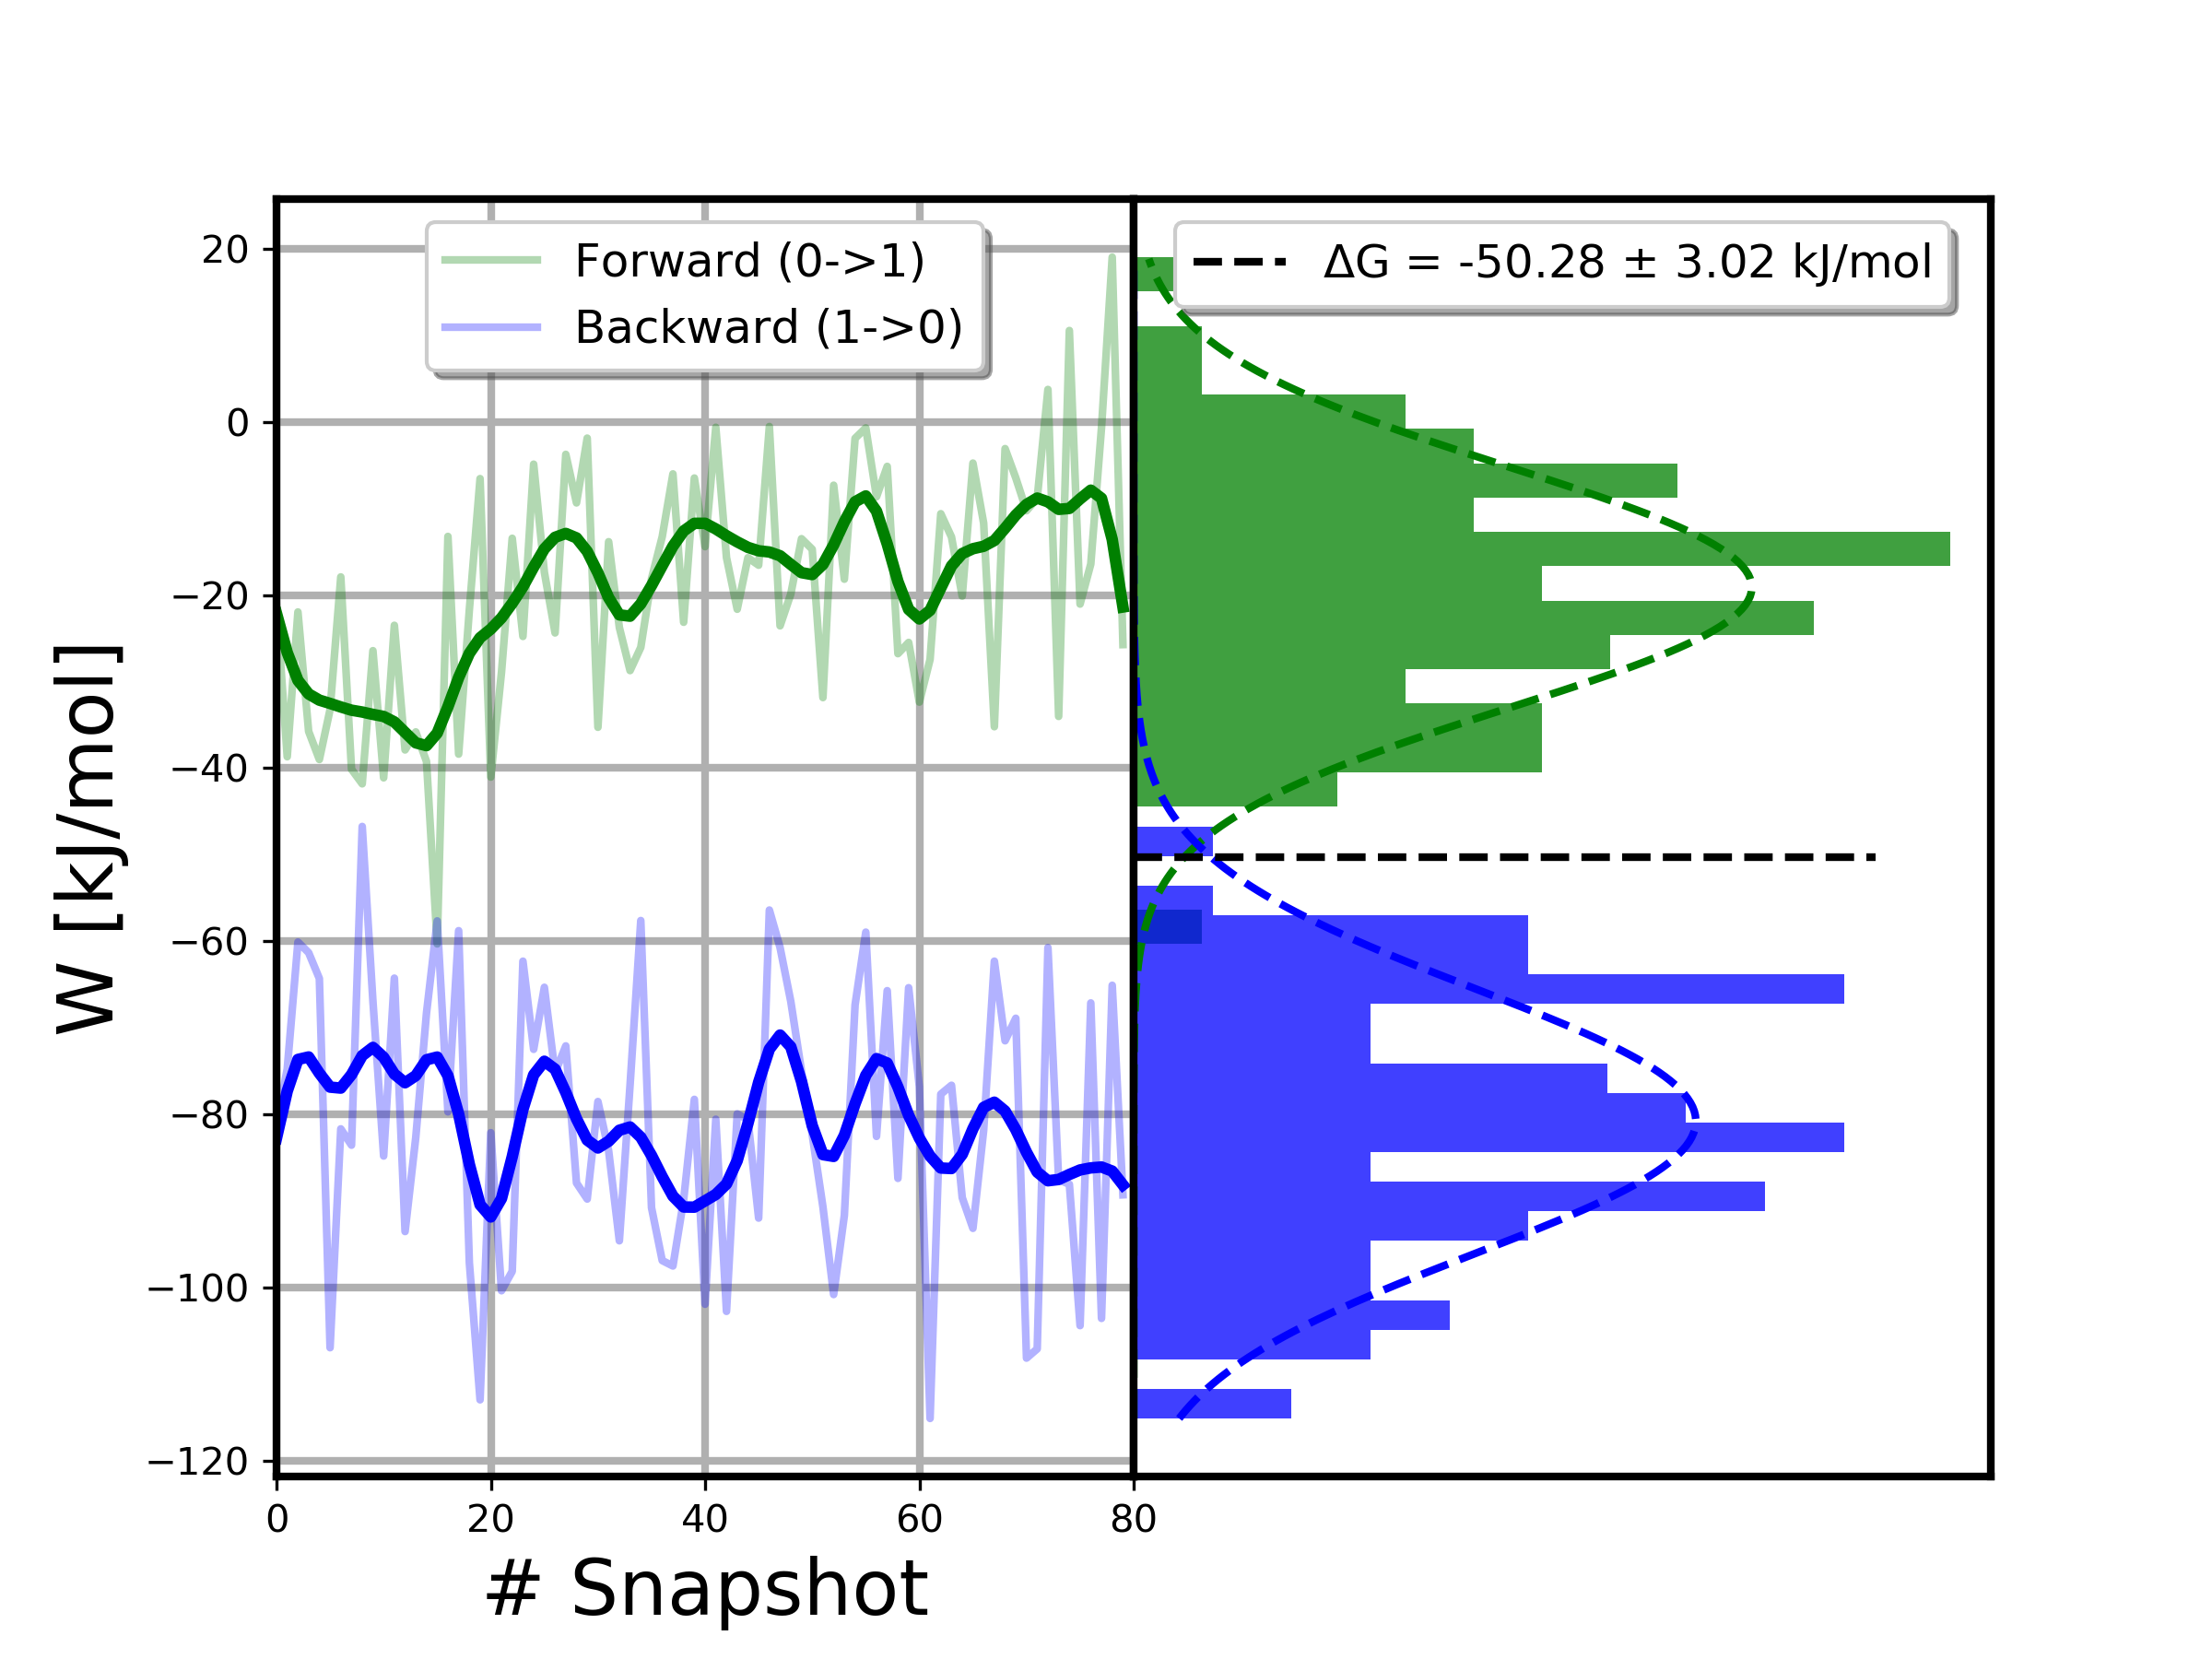 Forward (0->1)
Backward (1->0)
ΔG = -50.28 ± 3.02 kJ/mol
W [kJ/mol]
20
0
−20
−40
−60
−80
−100
−120
0 20 40 60 80
# Snapshot